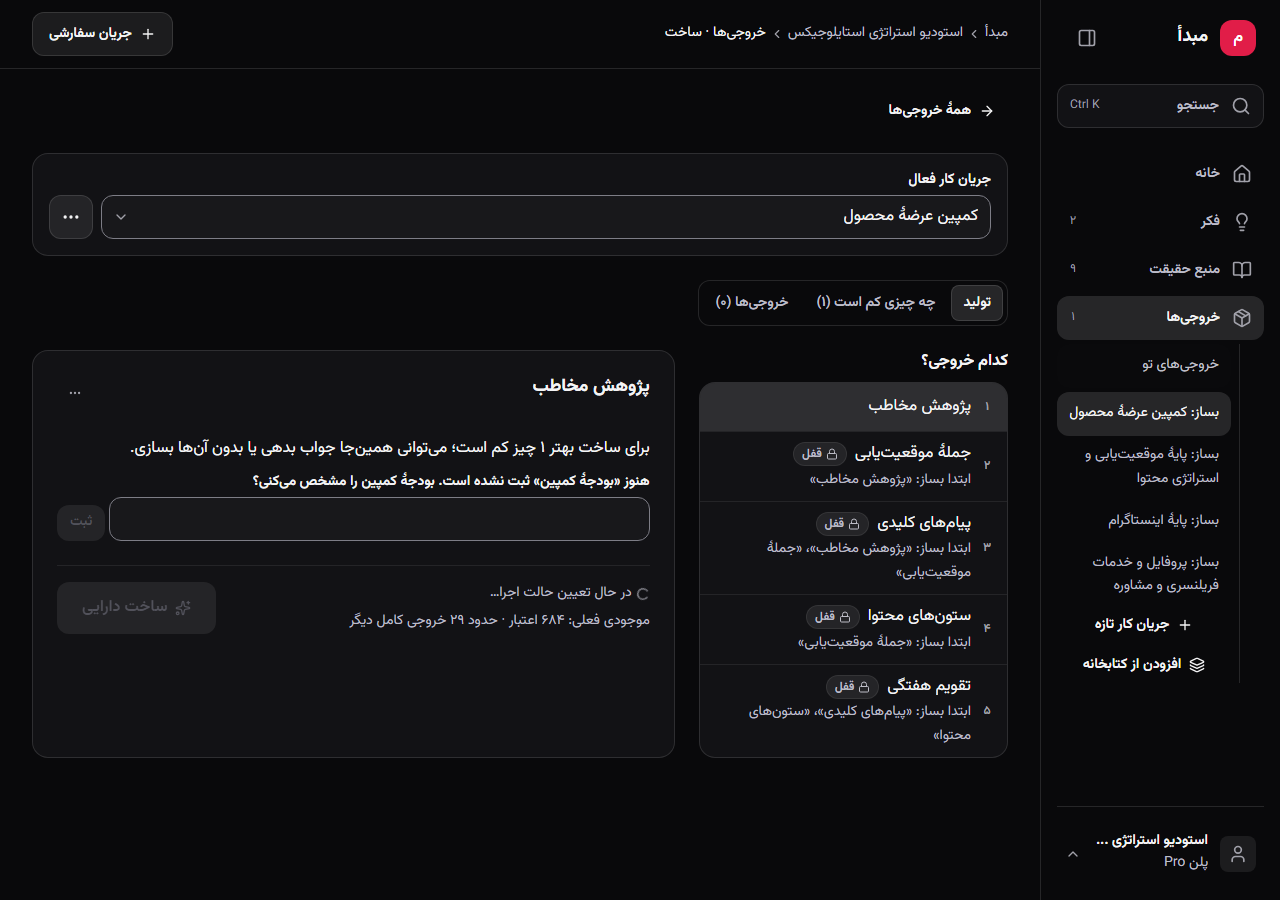 م
مبدأ
جستجو
Ctrl K
خانه
فکر
۲
منبع حقیقت
۹
خروجی‌ها
۱
خروجی‌های تو
بساز: کمپین عرضهٔ محصول
بساز: پایهٔ موقعیت‌یابی و
استراتژی محتوا
بساز: پایهٔ اینستاگرام
بساز: پروفایل و خدمات
فریلنسری و مشاوره
جریان کار تازه
افزودن از کتابخانه
استودیو استراتژی ...
پلن Pro
مبدأ › استودیو استراتژی استایلوجیکس › خروجی‌ها · ساخت
جریان سفارشی
همهٔ خروجی‌ها
جریان کار فعال
کمپین عرضهٔ محصول
تولید
چه چیزی کم است (۱)
خروجی‌ها (۰)
کدام خروجی؟
۱ پژوهش مخاطب
۲ جملهٔ موقعیت‌یابی قفل
ابتدا بساز: «پژوهش مخاطب»
۳ پیام‌های کلیدی قفل
ابتدا بساز: «پژوهش مخاطب»، «جملهٔ
موقعیت‌یابی»
۴ ستون‌های محتوا قفل
ابتدا بساز: «جملهٔ موقعیت‌یابی»
۵ تقویم هفتگی قفل
ابتدا بساز: «پیام‌های کلیدی»، «ستون‌های
محتوا»
پژوهش مخاطب
...
برای ساخت بهتر ۱ چیز کم است؛ می‌توانی همین‌جا جواب بدهی یا بدون آن‌ها بسازی.
هنوز «بودجهٔ کمپین» ثبت نشده است. بودجهٔ کمپین را مشخص می‌کنی؟
ثبت
در حال تعیین حالت اجرا...
موجودی فعلی: ۶۸۴ اعتبار · حدود ۲۹ خروجی کامل دیگر
ساخت دارایی